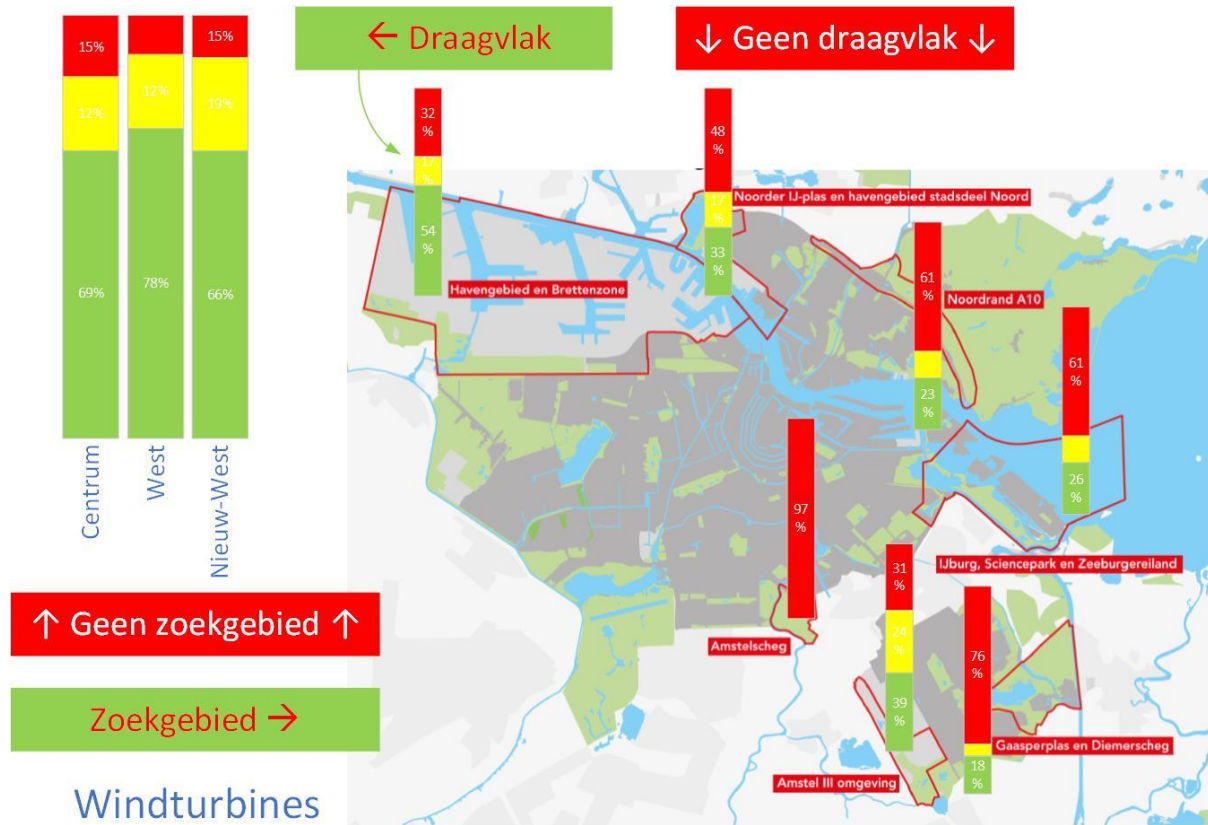 ← Draagvlak
↓ Geen draagvlak ↓
15%
12%
69%
12%
78%
15%
19%
66%
Centrum
West
Nieuw-West
↑ Geen zoekgebied ↑
Zoekgebied →
Windturbines
32
%
17
%
54
%
Havengebied en Brettenzone
48
%
17
%
33
%
Noorder IJ-plas en havengebied stadsdeel Noord
61
%
23
%
Noordrand A10
61
%
26
%
IJburg, Sciencepark en Zeeburgereiland
97
%
Amstelscheg
31
%
24
%
39
%
Amstel III omgeving
76
%
18
%
Gaasperplas en Diemerscheg